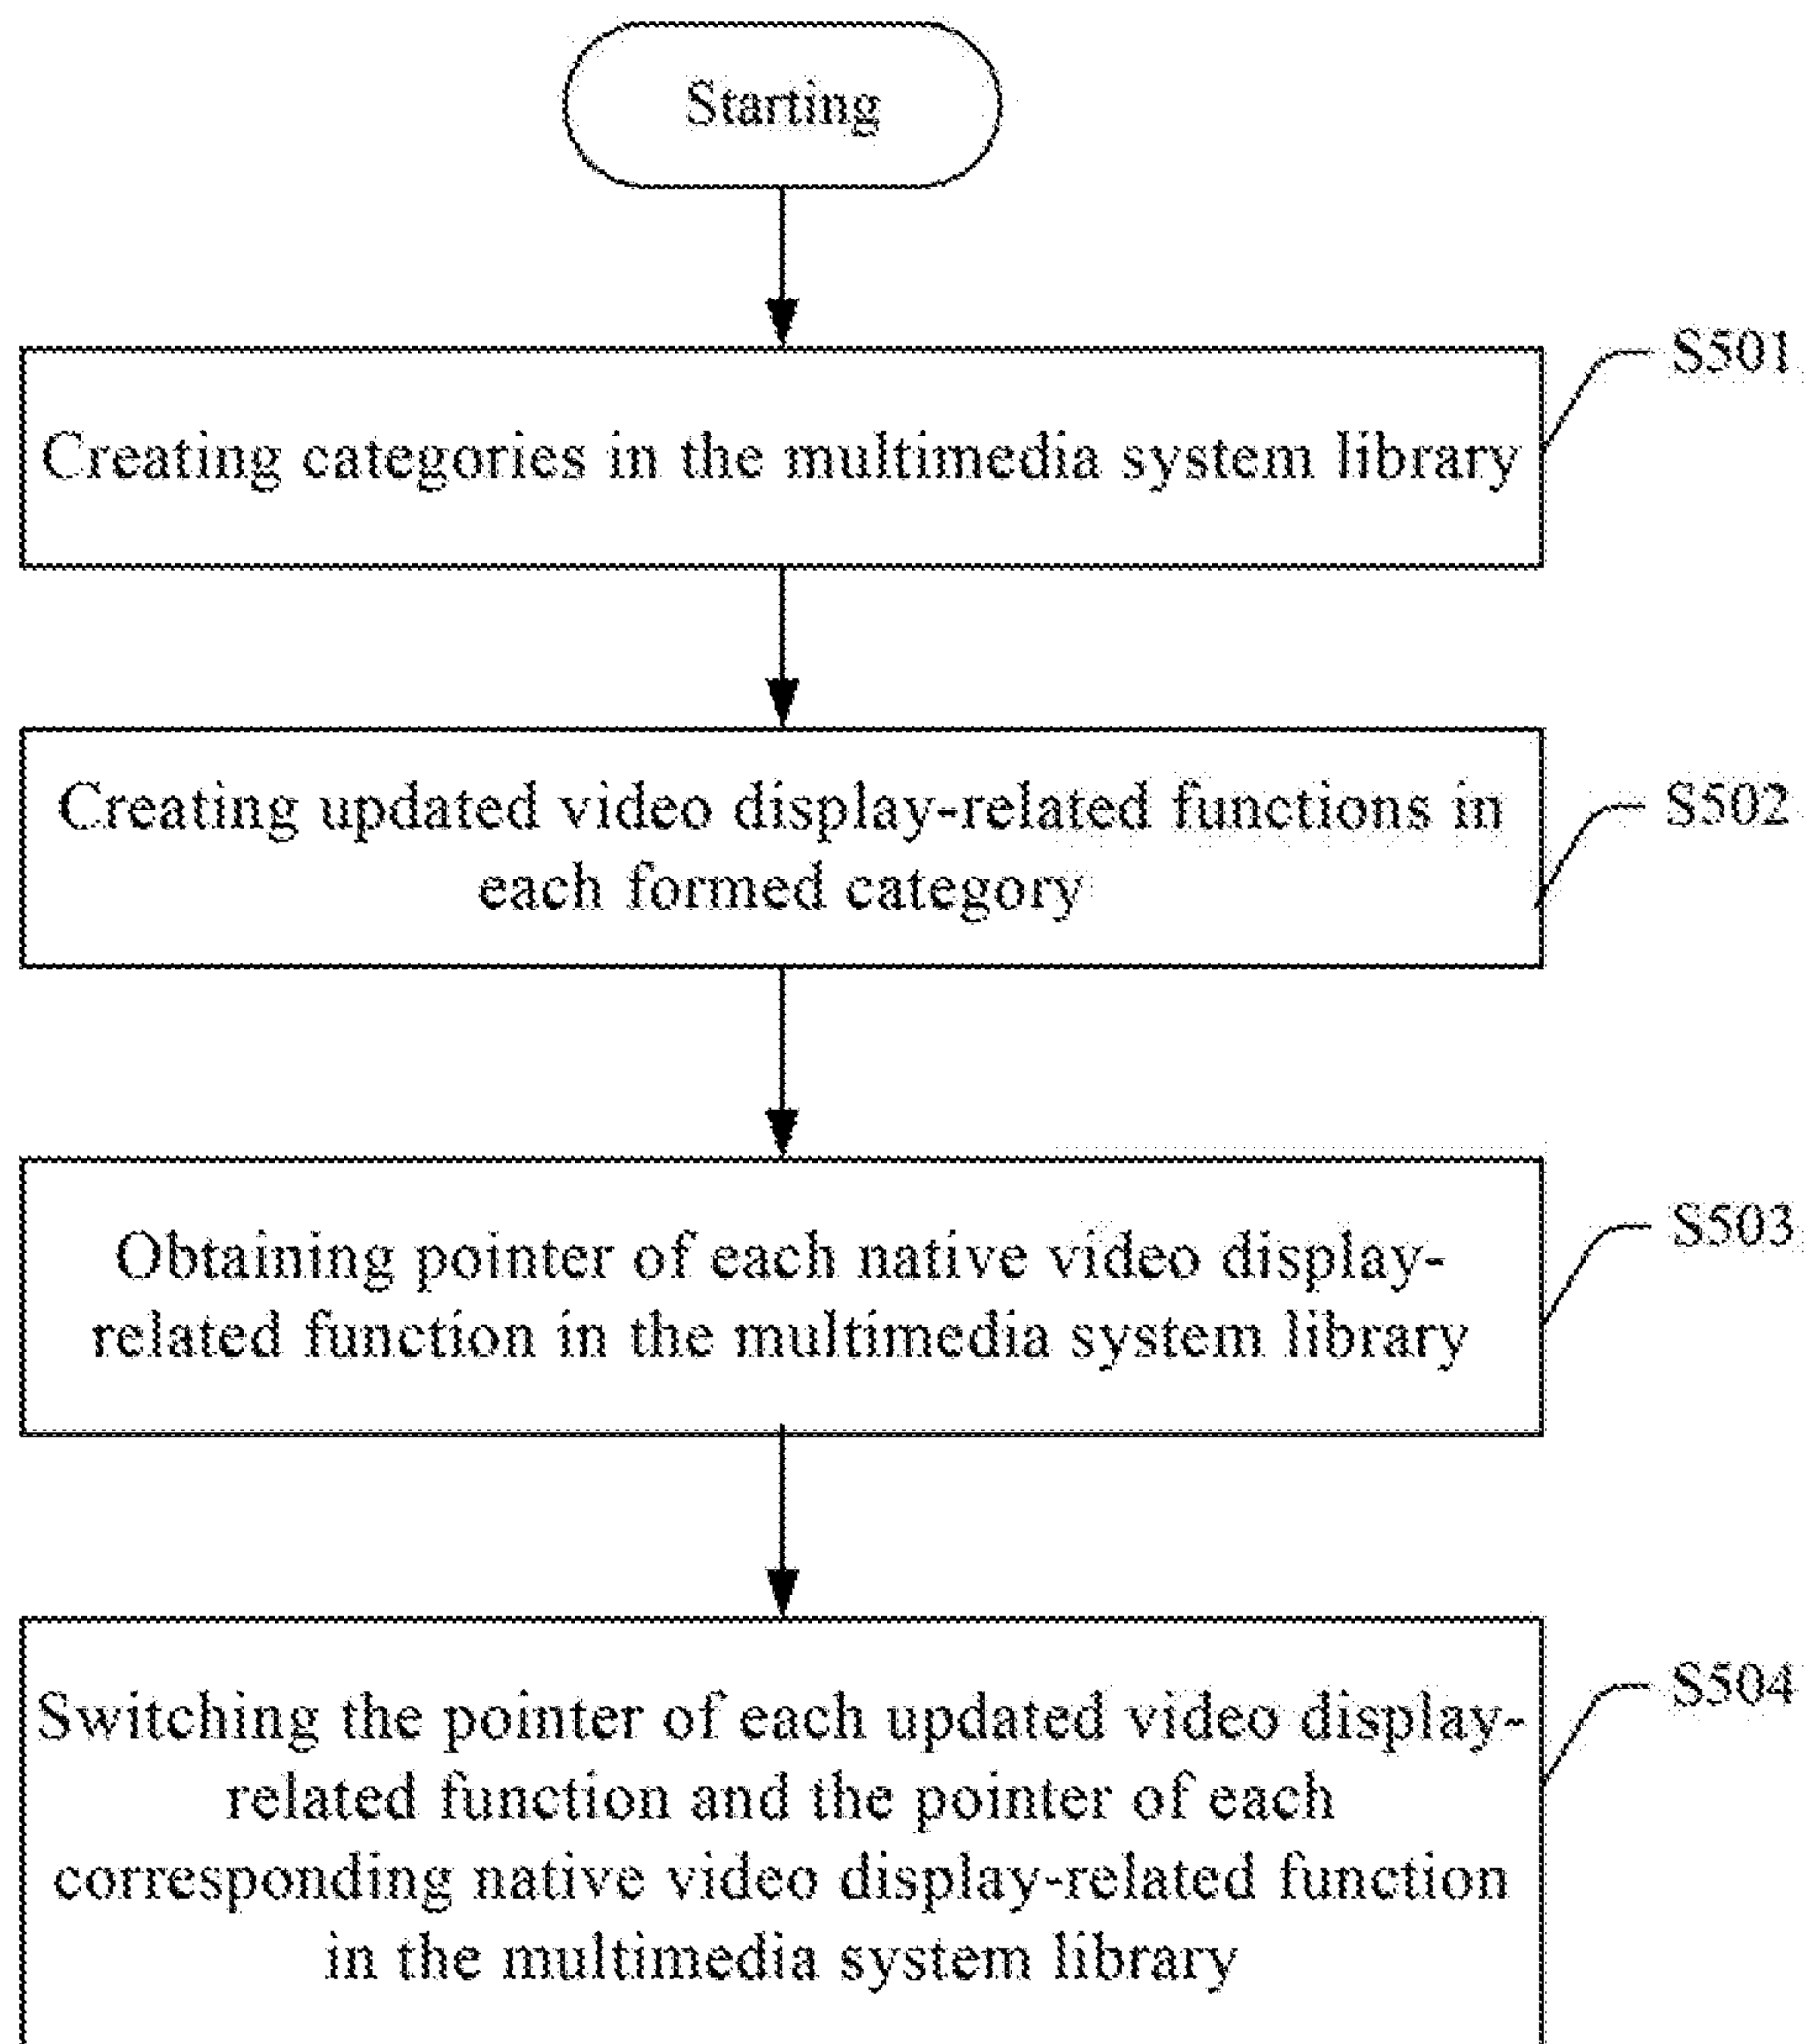 Starting
S501
Creating categories in the multimedia system library
Creating updated video display-related functions in
S502
each formed category
Obtaining pointer of each native video display-
S503
related function in the multimedia system library
Switching the pointer of each updated video display-
S504
related function and the pointer of each
corresponding native video display-related function
in the multimedia system library